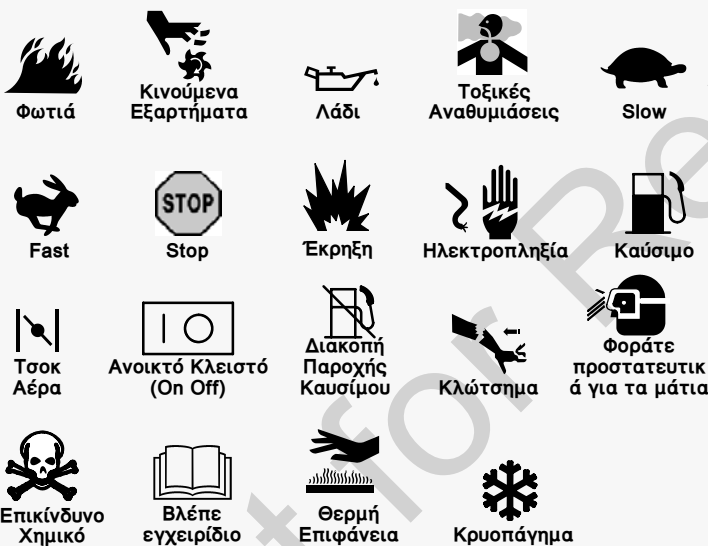 Φωτιά
Κινούμενα
Εξαρτήματα
Λάδι
Τοξικές
Αναθυμιάσεις
Slow
Fast
STOP
Stop
Έκρηξη
Ηλεκτροπληξία
Καύσιμο
Τσοκ
Αέρα
Ανοικτό Κλειστό
(On Off)
Διακοπή
Παροχής
Καυσίμου
Κλώτσημα
Φοράτε
προστατευτικ
ά για τα μάτια
Επικίνδυνο
Χημικό
Βλέπε
εγχειρίδιο
Θερμή
Επιφάνεια
Κρυοπάγημα
for